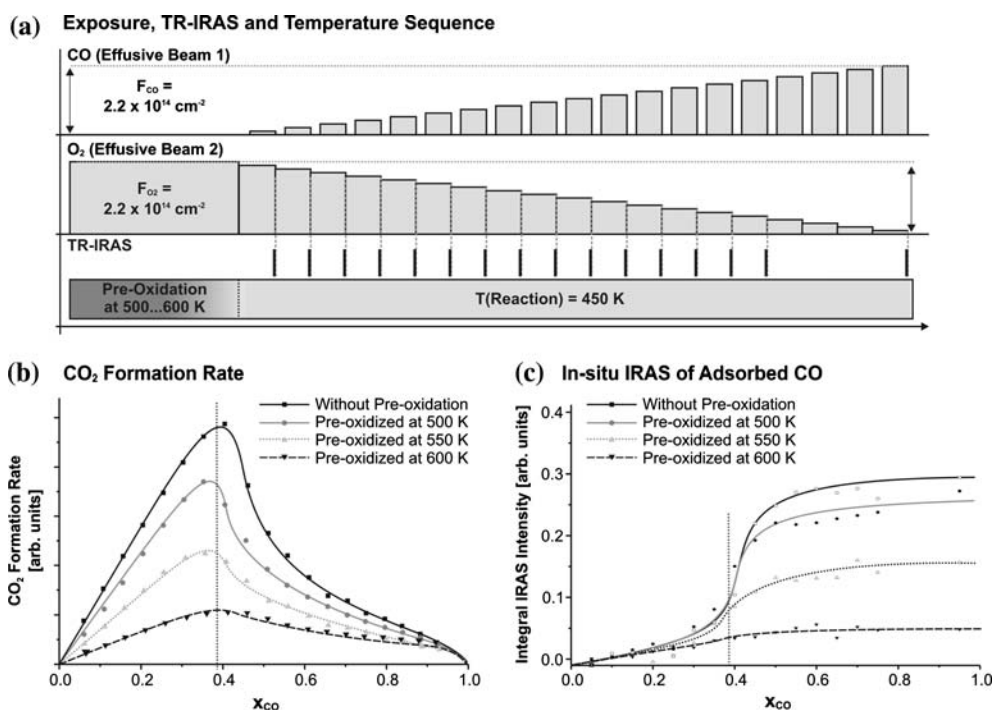 (a) Exposure, TR-IRAS and Temperature Sequence
CO (Effusive Beam 1)
F_CO =
2.2 x 10¹⁴ cm⁻²
O₂ (Effusive Beam 2)
F_O₂ =
2.2 x 10¹⁴ cm⁻²
TR-IRAS
Pre-Oxidation
at 500...600 K
T(Reaction) = 450 K
(b) CO₂ Formation Rate
Without Pre-oxidation
Pre-oxidized at 500 K
Pre-oxidized at 550 K
Pre-oxidized at 600 K
CO₂ Formation Rate
[arb. units]
0.0 0.2 0.4 0.6 0.8 1.0
x_CO
(c) In-situ IRAS of Adsorbed CO
Without Pre-oxidation
Pre-oxidized at 500 K
Pre-oxidized at 550 K
Pre-oxidized at 600 K
Integral IRAS Intensity [arb. units]
0.4
0.3
0.2
0.1
0.0
0.0 0.2 0.4 0.6 0.8 1.0
x_CO